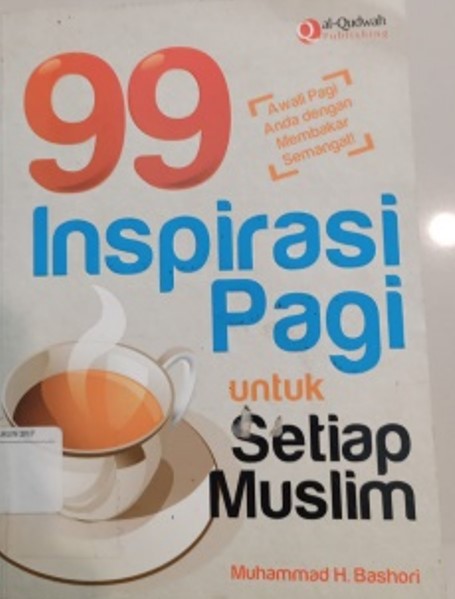 al-Qudwah
Publishing
99
Awali Pagi
Anda dengan
Membakar
Semangat!
Inspirasi
Pagi
untuk
Setiap
Muslim
Muhammad H. Bashori